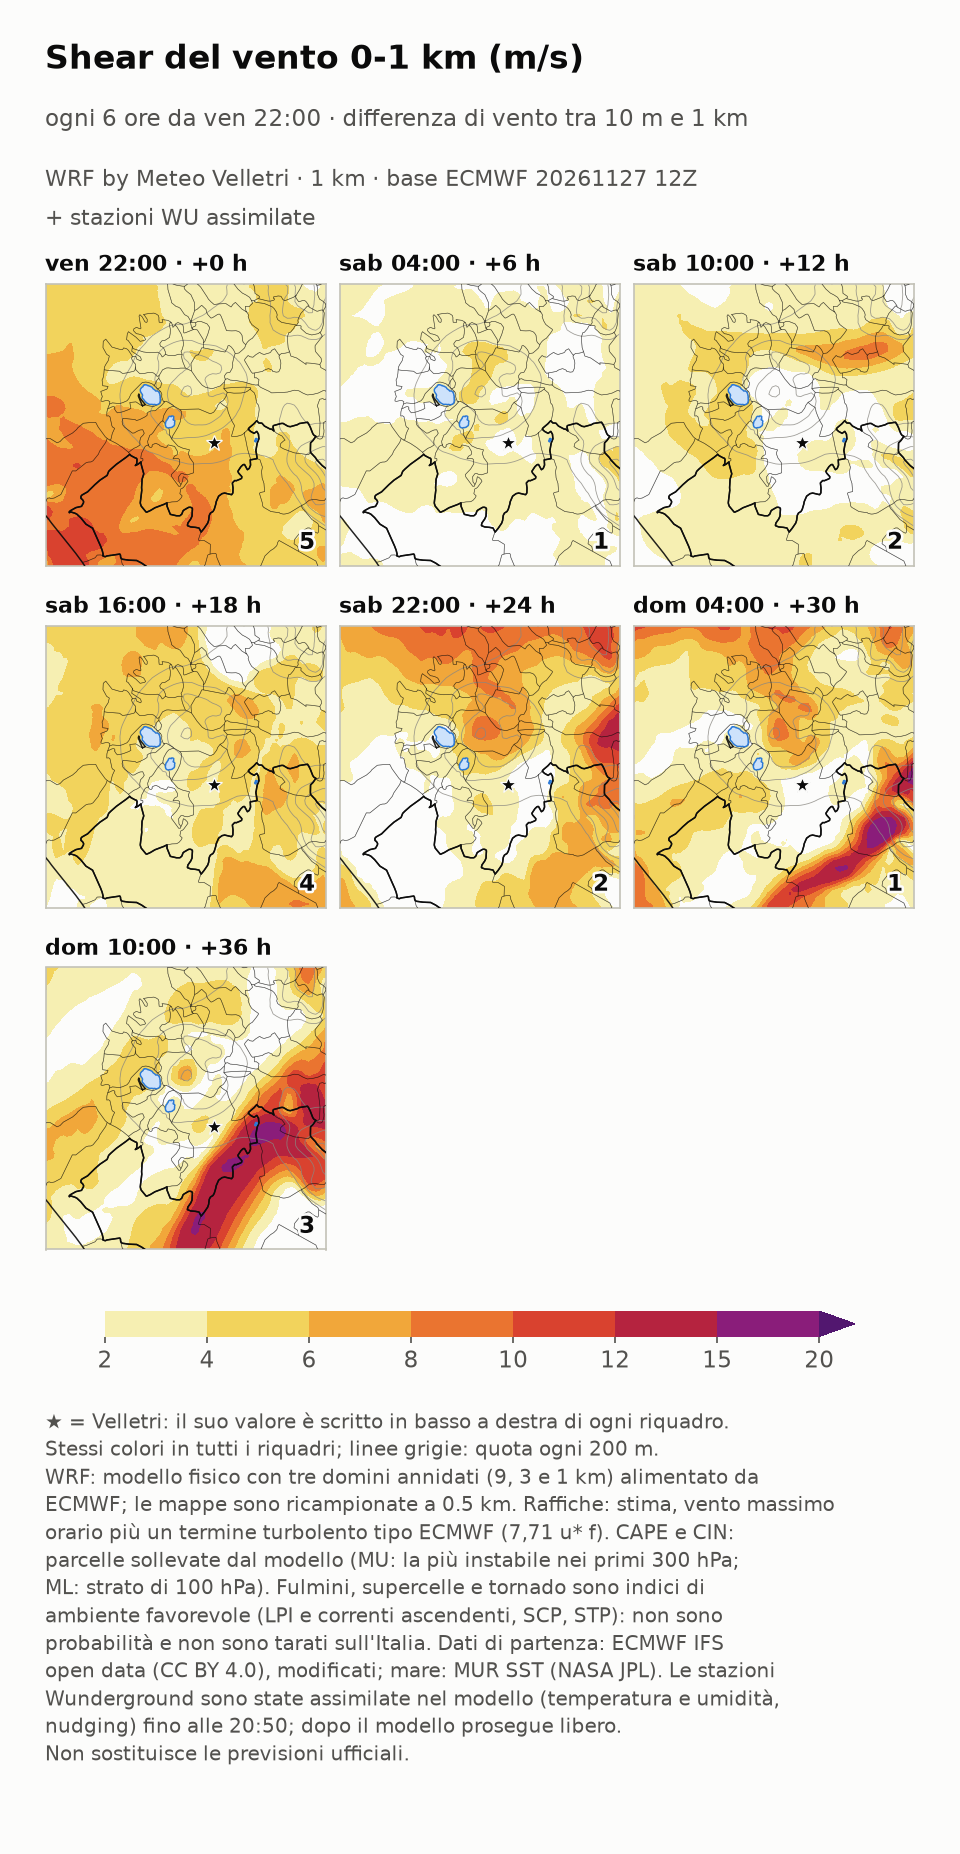 Shear del vento 0-1 km (m/s)
ogni 6 ore da ven 22:00 · differenza di vento tra 10 m e 1 km
WRF by Meteo Velletri · 1 km · base ECMWF 20261127 12Z
+ stazioni WU assimilate
ven 22:00 · +0 h
sab 04:00 · +6 h
sab 10:00 · +12 h
5
1
2
sab 16:00 · +18 h
sab 22:00 · +24 h
dom 04:00 · +30 h
4
2
1
dom 10:00 · +36 h
3
2 4 6 8 10 12 15 20
★ = Velletri: il suo valore è scritto in basso a destra di ogni riquadro.
Stessi colori in tutti i riquadri; linee grigie: quota ogni 200 m.
WRF: modello fisico con tre domini annidati (9, 3 e 1 km) alimentato da
ECMWF; le mappe sono ricampionate a 0.5 km. Raffiche: stima, vento massimo
orario più un termine turbolento tipo ECMWF (7,71 u* f). CAPE e CIN:
parcelle sollevate dal modello (MU: la più instabile nei primi 300 hPa;
ML: strato di 100 hPa). Fulmini, supercelle e tornado sono indici di
ambiente favorevole (LPI e correnti ascendenti, SCP, STP): non sono
probabilità e non sono tarati sull'Italia. Dati di partenza: ECMWF IFS
open data (CC BY 4.0), modificati; mare: MUR SST (NASA JPL). Le stazioni
Wunderground sono state assimilate nel modello (temperatura e umidità,
nudging) fino alle 20:50; dopo il modello prosegue libero.
Non sostituisce le previsioni ufficiali.